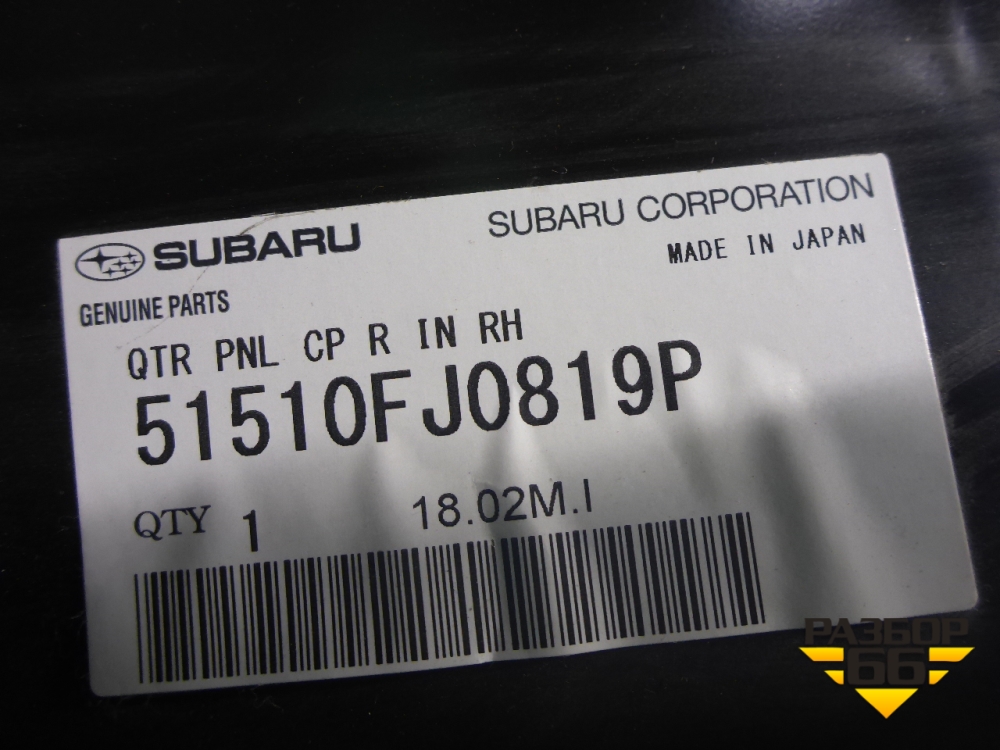 SUBARU
SUBARU CORPORATION
MADE IN JAPAN
GENUINE PARTS
QTR PNL CP R IN RH
51510FJ0819P
QTY 1
18.02M.I
РАЗБОР
66